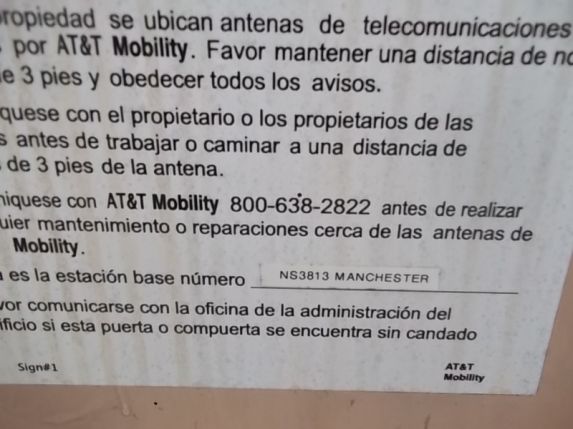 propiedad se ubican antenas de telecomunicaciones
por AT&T Mobility. Favor mantener una distancia de no
de 3 pies y obedecer todos los avisos.
quese con el propietario o los propietarios de las
s antes de trabajar o caminar a una distancia de
de 3 pies de la antena.
niquese con AT&T Mobility 800-638-2822 antes de realizar
uier mantenimiento o reparaciones cerca de las antenas de
Mobility.
a es la estación base número NS3813 MANCHESTER
vor comunicarse con la oficina de la administración del
ificio si esta puerta o compuerta se encuentra sin candado
Sign#1
AT&T
Mobility